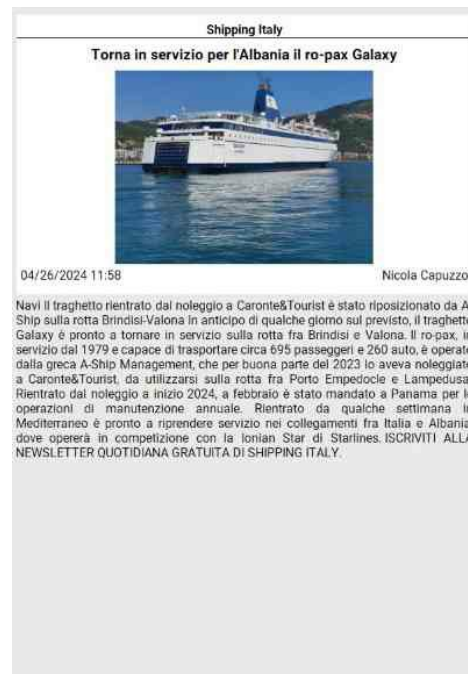 Shipping Italy
Torna in servizio per l'Albania il ro-pax Galaxy
04/26/2024 11:58
Nicola Capuzzo
Navi Il traghetto rientrato dal noleggio a Caronte&Tourist è stato riposizionato da A-
Ship sulla rotta Brindisi-Valona In anticipo di qualche giorno sul previsto, il traghetto
Galaxy è pronto a tornare in servizio sulla rotta fra Brindisi e Valona. Il ro-pax, in
servizio dal 1979 e capace di trasportare circa 695 passeggeri e 260 auto, è operato
dalla greca A-Ship Management, che per buona parte del 2023 lo aveva noleggiato
a Caronte&Tourist, da utilizzarsi sulla rotta fra Porto Empedocle e Lampedusa.
Rientrato dal noleggio a inizio 2024, a febbraio è stato mandato a Panama per le
operazioni di manutenzione annuale. Rientrato da qualche settimana in
Mediterraneo è pronto a riprendere servizio nei collegamenti fra Italia e Albania,
dove opererà in competizione con la Ionian Star di Starlines. ISCRIVITI ALLA
NEWSLETTER QUOTIDIANA GRATUITA DI SHIPPING ITALY.